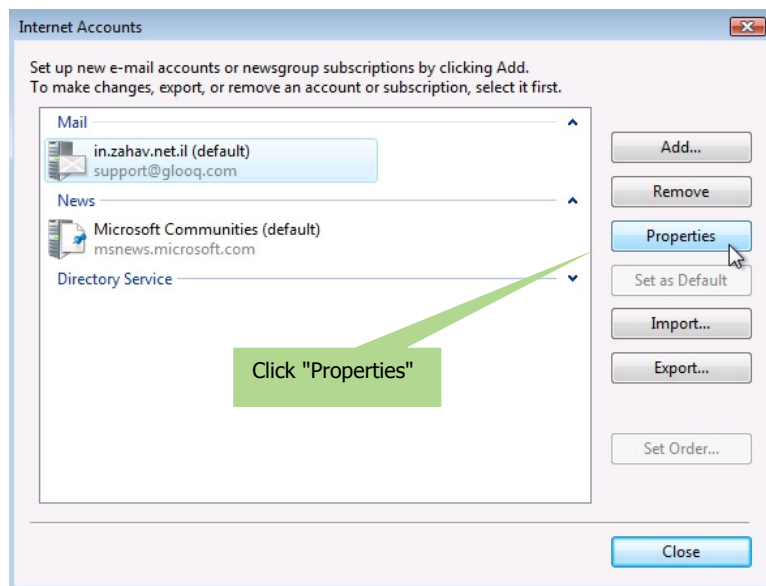 Internet Accounts
Set up new e-mail accounts or newsgroup subscriptions by clicking Add.
To make changes, export, or remove an account or subscription, select it first.
Mail
in.zahav.net.il (default)
support@glooq.com
News
Microsoft Communities (default)
msnews.microsoft.com
Directory Service
Add...
Remove
Properties
Set as Default
Import...
Export...
Set Order...
Click "Properties"
Close